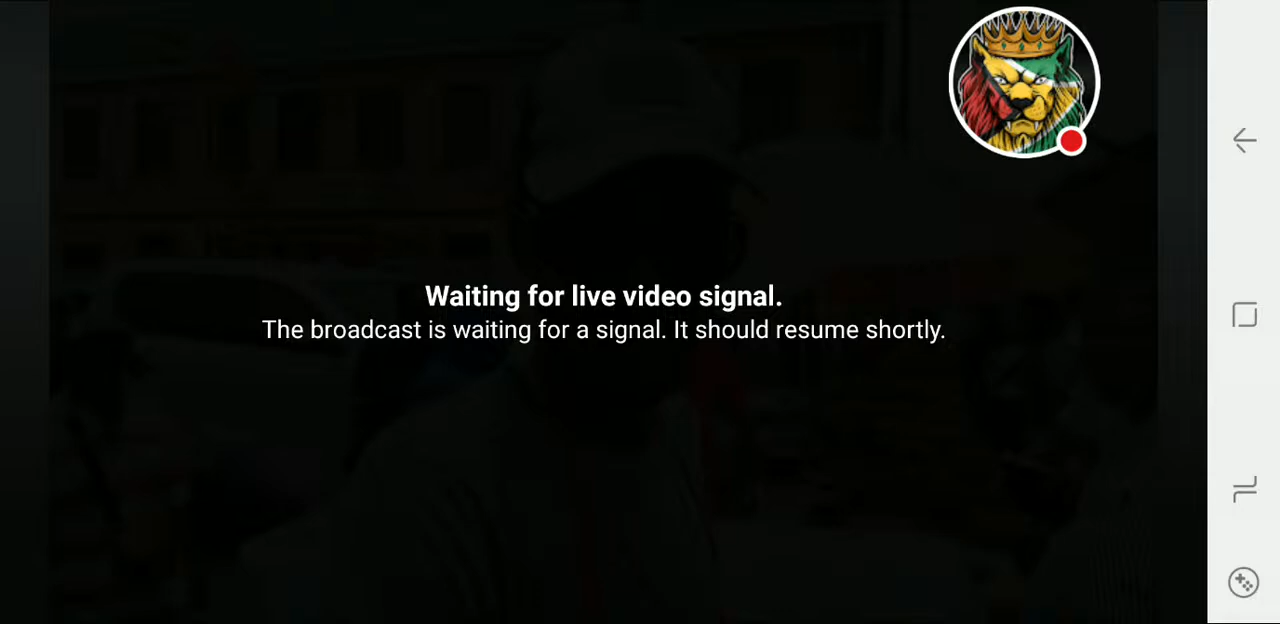 Waiting for live video signal.
The broadcast is waiting for a signal. It should resume shortly.